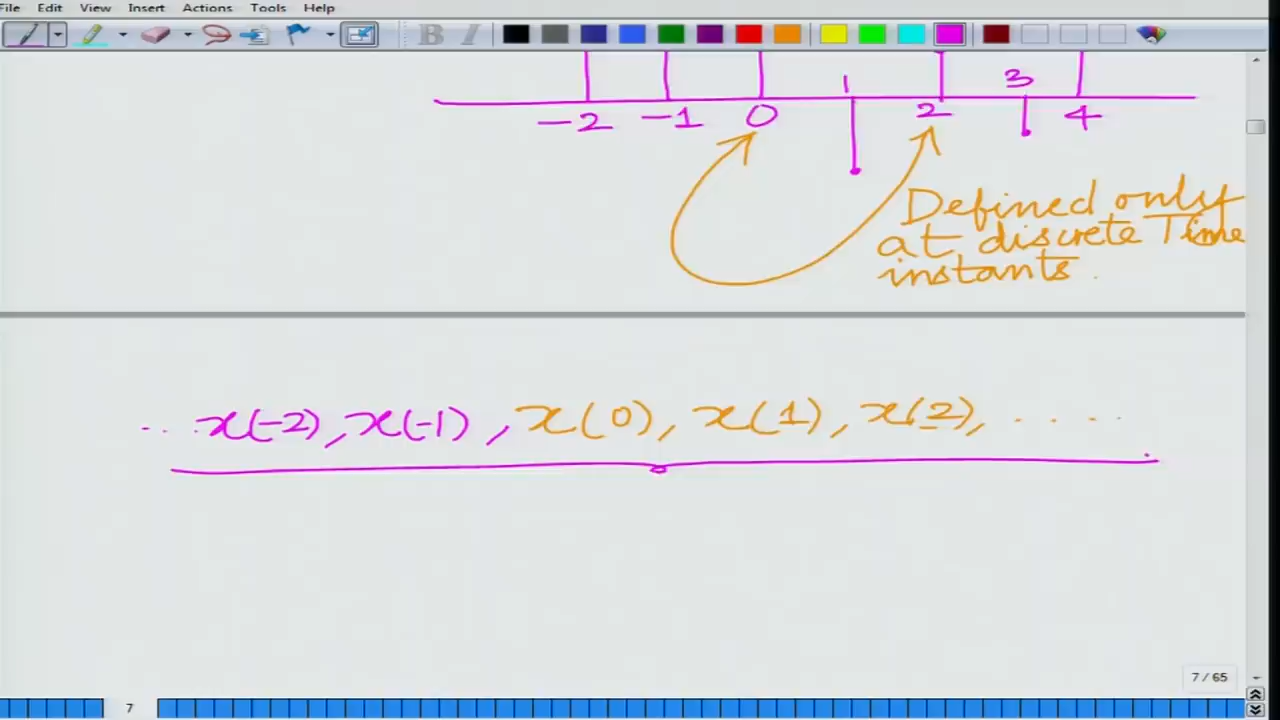 File Edit View Insert Actions Tools Help
B I
1 3
-2 -1 0 2 4
Defined only
at discrete Time
instants.
... x(-2), x(-1), x(0), x(1), x(2), ....
7 / 65
7